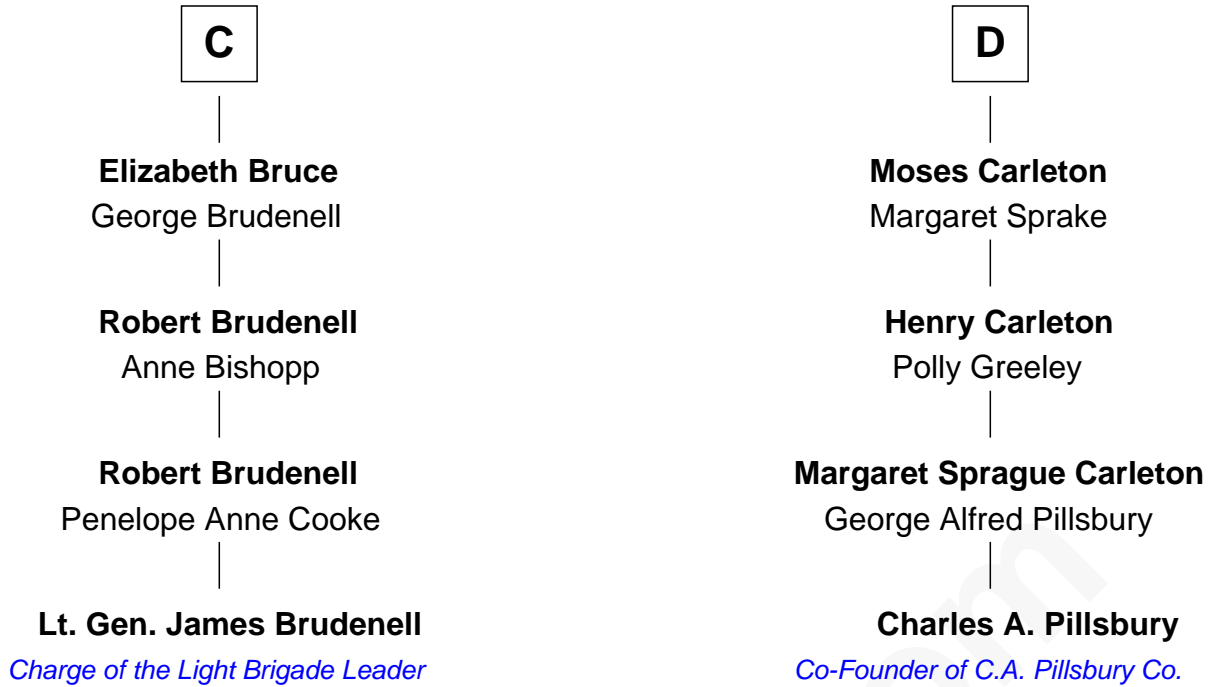 C
Elizabeth Bruce
George Brudenell
Robert Brudenell
Anne Bishopp
Robert Brudenell
Penelope Anne Cooke
Lt. Gen. James Brudenell
Charge of the Light Brigade Leader
D
Moses Carleton
Margaret Sprake
Henry Carleton
Polly Greeley
Margaret Sprague Carleton
George Alfred Pillsbury
Charles A. Pillsbury
Co-Founder of C.A. Pillsbury Co.